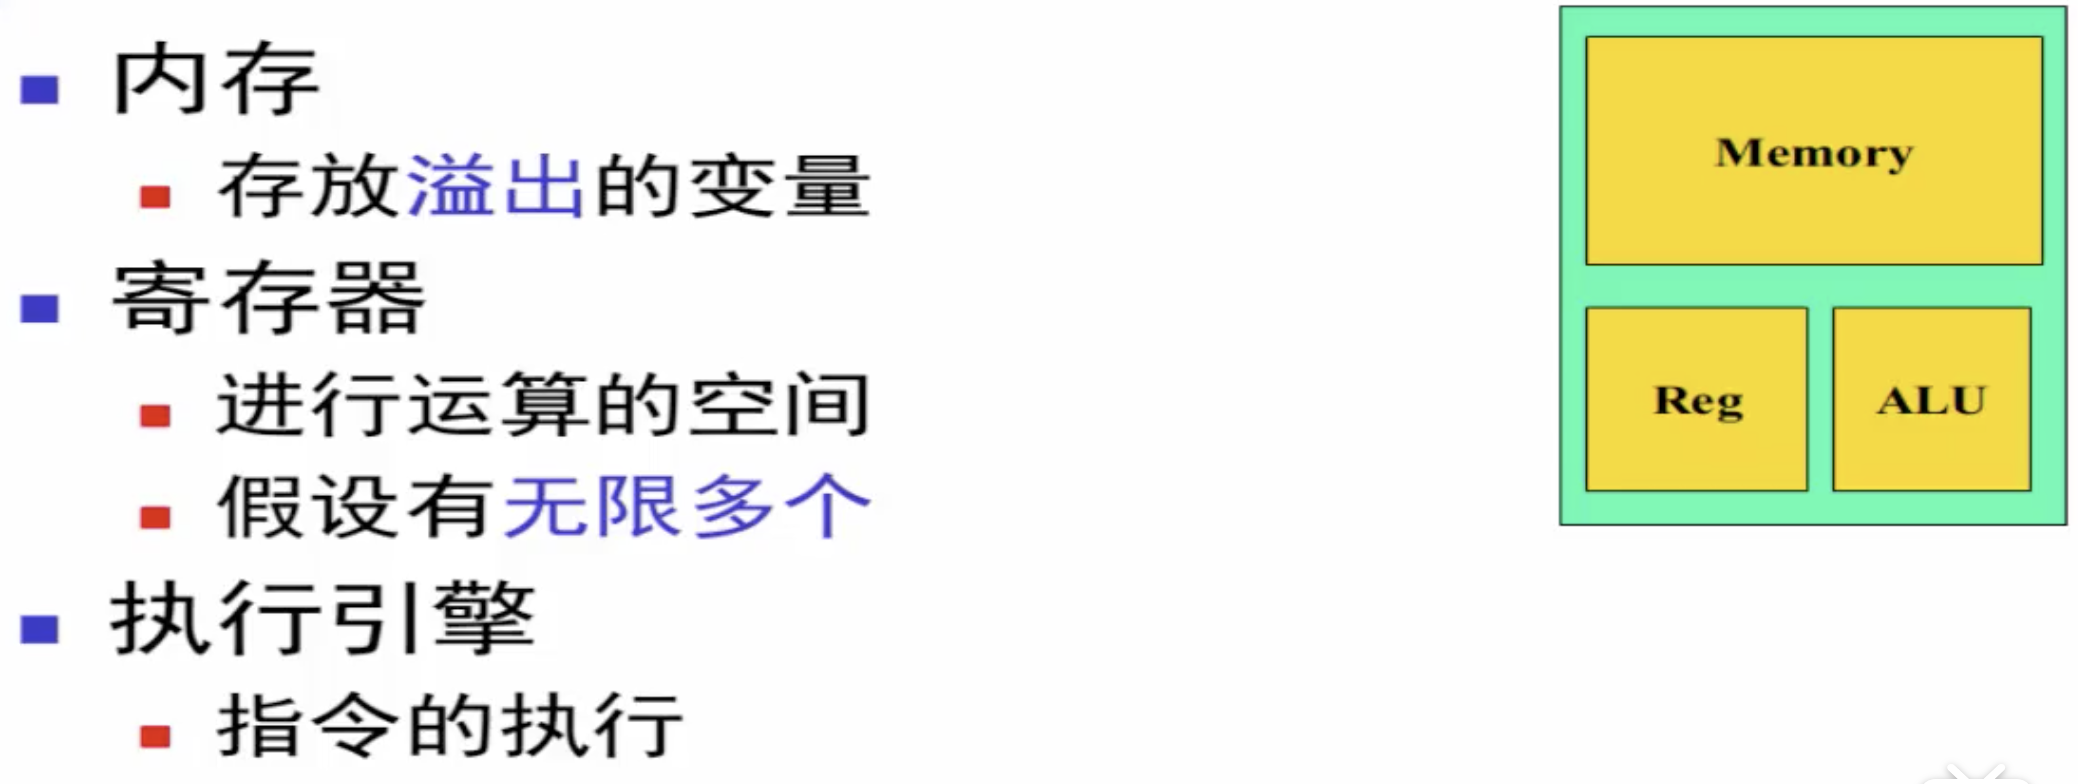 内存
存放溢出的变量
寄存器
进行运算的空间
假设有无限多个
执行引擎
指令的执行
Memory
Reg
ALU